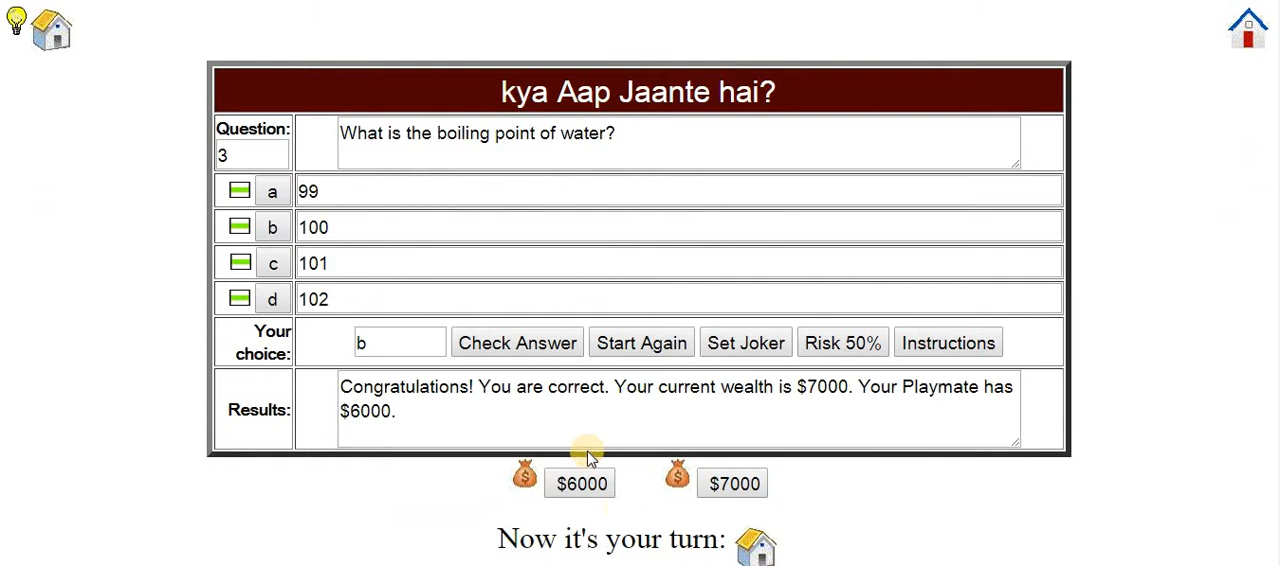 kya Aap Jaante hai?
Question:
3
What is the boiling point of water?
a
99
b
100
c
101
d
102
Your
choice:
b
Check Answer
Start Again
Set Joker
Risk 50%
Instructions
Results:
Congratulations! You are correct. Your current wealth is $7000. Your Playmate has
$6000.
$6000
$7000
Now it's your turn: